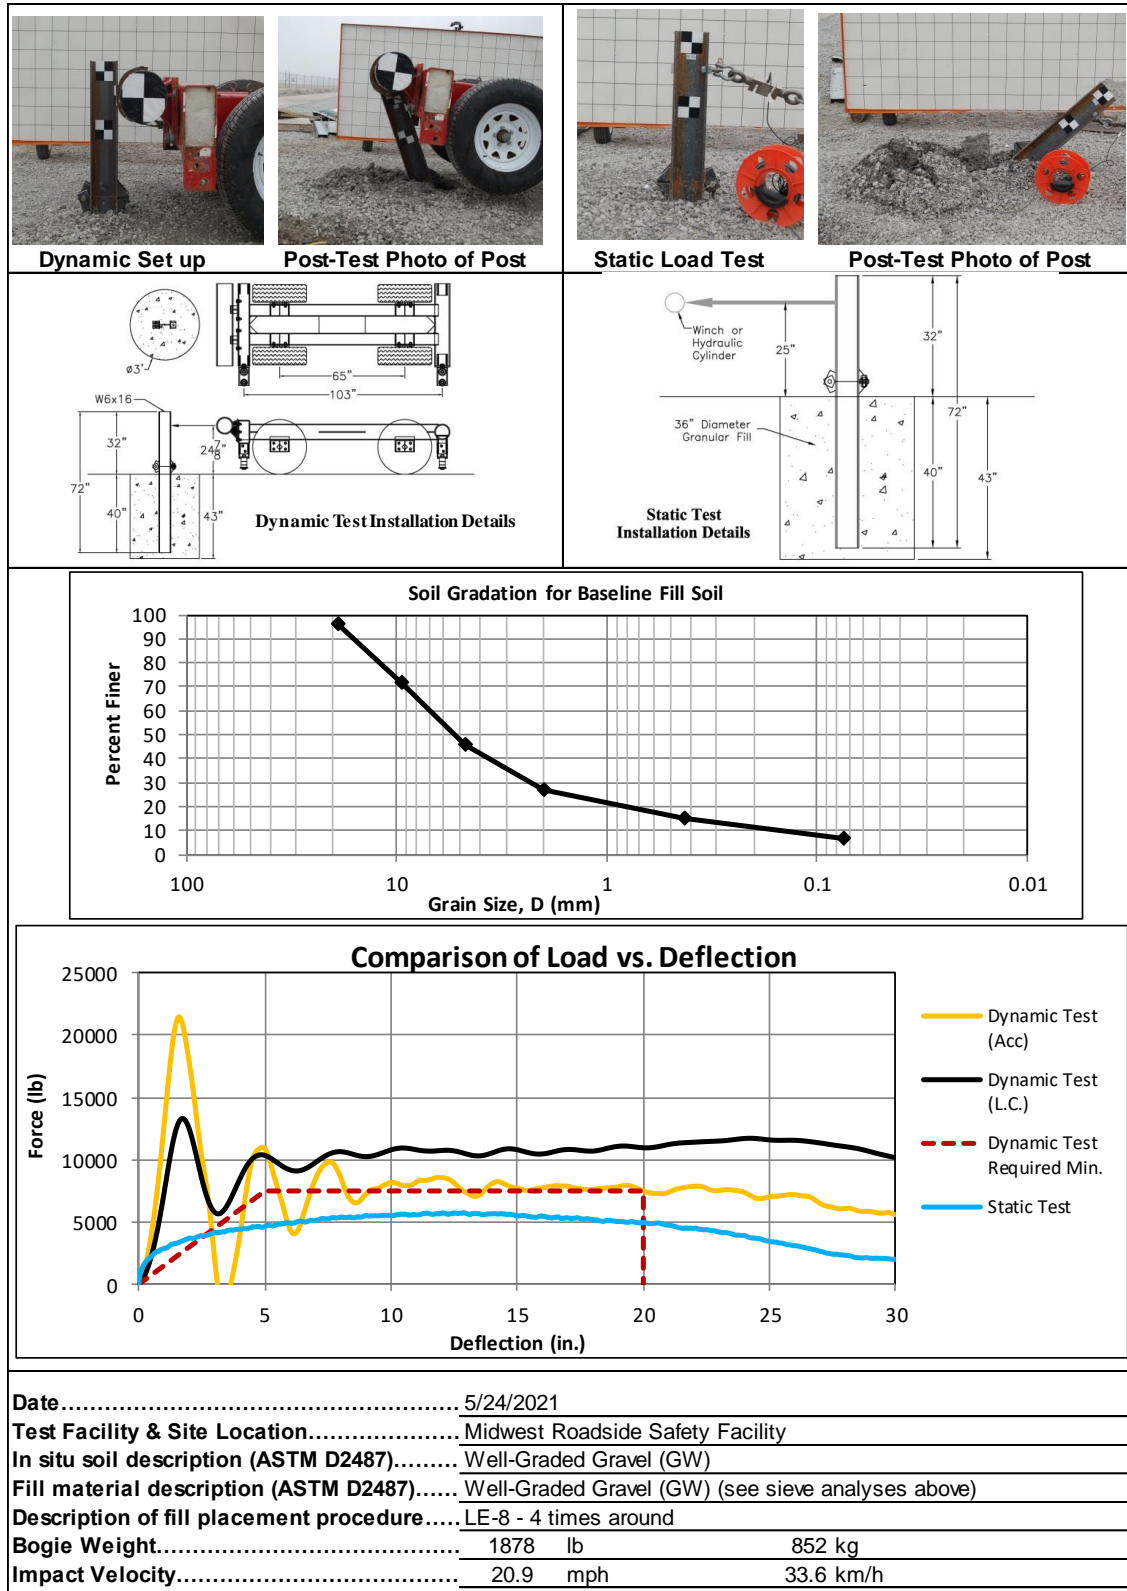 Dynamic Set up
Post-Test Photo of Post
Static Load Test
Post-Test Photo of Post
ø3'
65"
103"
W6x16
32"
72"
40"
43"
24 7/8"
Dynamic Test Installation Details
Winch or
Hydraulic
Cylinder
25"
32"
72"
36" Diameter
Granular Fill
40"
43"
Static Test
Installation Details
Soil Gradation for Baseline Fill Soil
Percent Finer
100
90
80
70
60
50
40
30
20
10
0
100
10
1
0.1
0.01
Grain Size, D (mm)
Comparison of Load vs. Deflection
Force (lb)
25000
20000
15000
10000
5000
0
0
5
10
15
20
25
30
Deflection (in.)
Dynamic Test
(Acc)
Dynamic Test
(L.C.)
Dynamic Test
Required Min.
Static Test
Date.................................................... 5/24/2021
Test Facility & Site Location.................... Midwest Roadside Safety Facility
In situ soil description (ASTM D2487)........ Well-Graded Gravel (GW)
Fill material description (ASTM D2487)...... Well-Graded Gravel (GW) (see sieve analyses above)
Description of fill placement procedure..... LE-8 - 4 times around
Bogie Weight........................................ 1878 lb 852 kg
Impact Velocity..................................... 20.9 mph 33.6 km/h